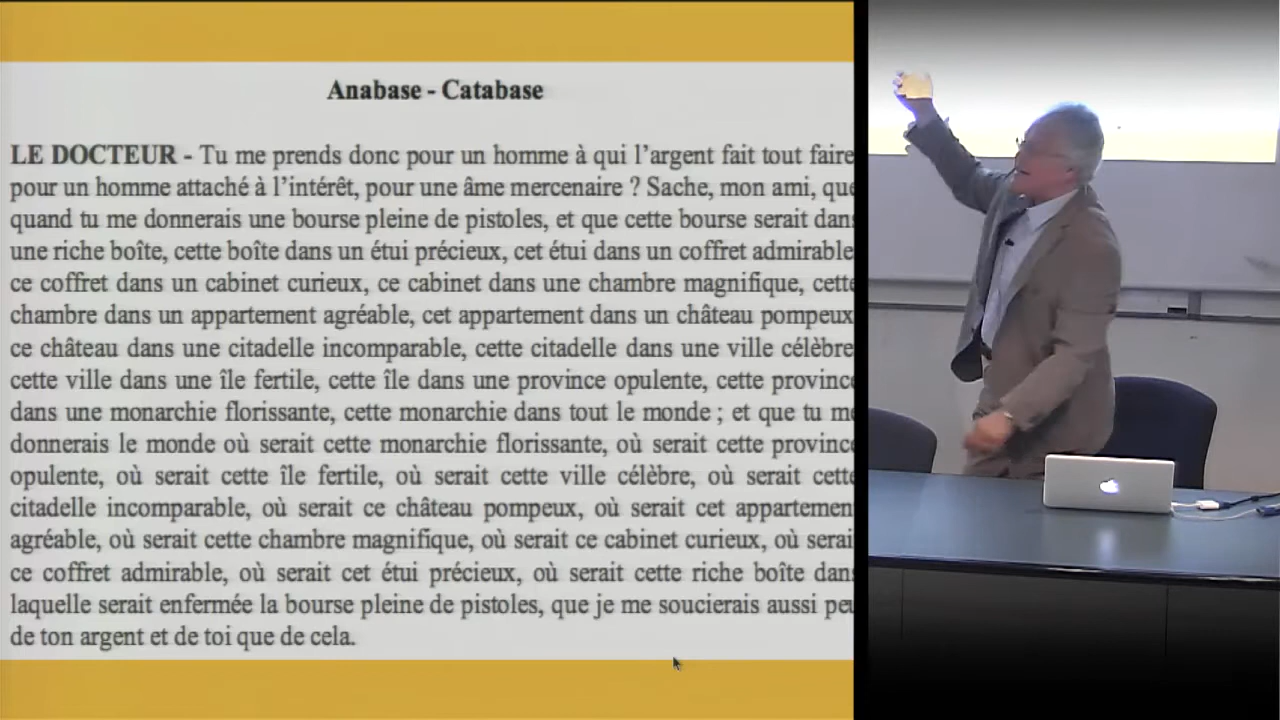 Anabase - Catabase
LE DOCTEUR - Tu me prends donc pour un homme à qui l'argent fait tout faire
pour un homme attaché à l'intérêt, pour une âme mercenaire ? Sache, mon ami, que
quand tu me donnerais une bourse pleine de pistoles, et que cette bourse serait dans
une riche boîte, cette boîte dans un étui précieux, cet étui dans un coffret admirable
ce coffret dans un cabinet curieux, ce cabinet dans une chambre magnifique, cette
chambre dans un appartement agréable, cet appartement dans un château pompeux
ce château dans une citadelle incomparable, cette citadelle dans une ville célèbre
cette ville dans une île fertile, cette île dans une province opulente, cette province
dans une monarchie florissante, cette monarchie dans tout le monde ; et que tu me
donnerais le monde où serait cette monarchie florissante, où serait cette province
opulente, où serait cette île fertile, où serait cette ville célèbre, où serait cette
citadelle incomparable, où serait ce château pompeux, où serait cet appartemen
agréable, où serait cette chambre magnifique, où serait ce cabinet curieux, où serai
ce coffret admirable, où serait cet étui précieux, où serait cette riche boîte dans
laquelle serait enfermée la bourse pleine de pistoles, que je me soucierais aussi peu
de ton argent et de toi que de cela.